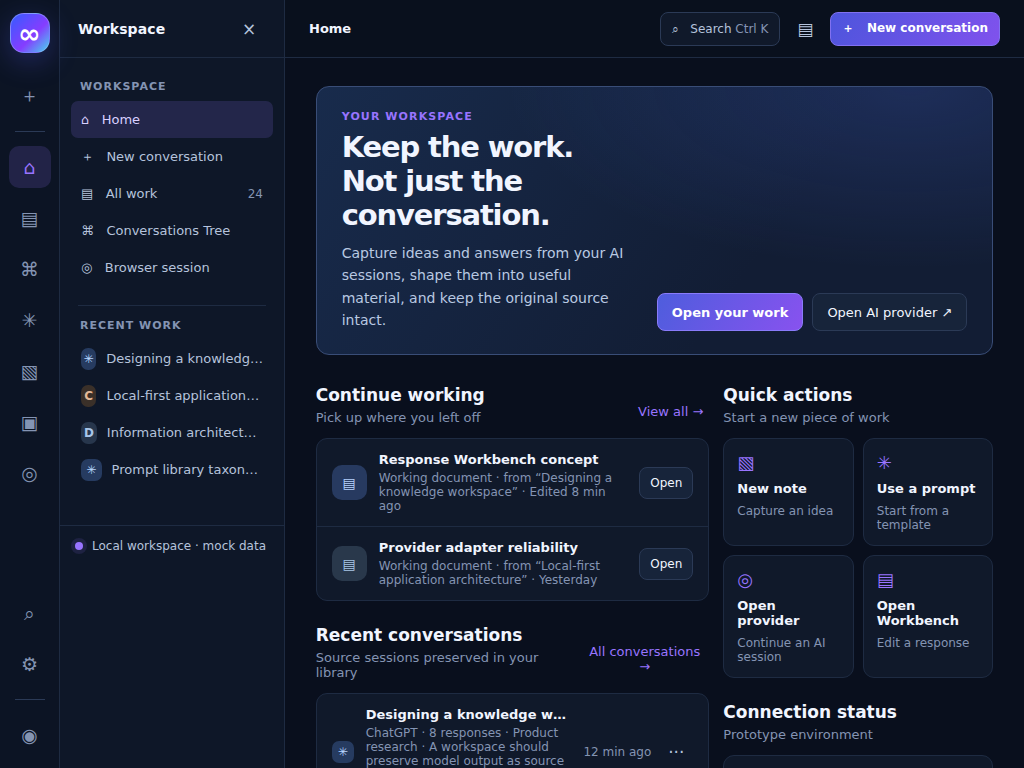 Workspace
WORKSPACE
Home
New conversation
All work 24
Conversations Tree
Browser session
RECENT WORK
Designing a knowledg...
C Local-first application...
D Information architect...
Prompt library taxon...
Local workspace · mock data
Home
Search Ctrl K
+ New conversation
YOUR WORKSPACE
Keep the work.
Not just the
conversation.
Capture ideas and answers from your AI
sessions, shape them into useful
material, and keep the original source
intact.
Open your work
Open AI provider ↗
Continue working
Pick up where you left off
View all →
Response Workbench concept
Working document · from “Designing a
knowledge workspace” · Edited 8 min
ago
Open
Provider adapter reliability
Working document · from “Local-first
application architecture” · Yesterday
Open
Recent conversations
Source sessions preserved in your
library
All conversations
→
Designing a knowledge w...
ChatGPT · 8 responses · Product
research · A workspace should
preserve model output as source
12 min ago
Quick actions
Start a new piece of work
New note
Capture an idea
Use a prompt
Start from a
template
Open
provider
Continue an AI
session
Open
Workbench
Edit a response
Connection status
Prototype environment